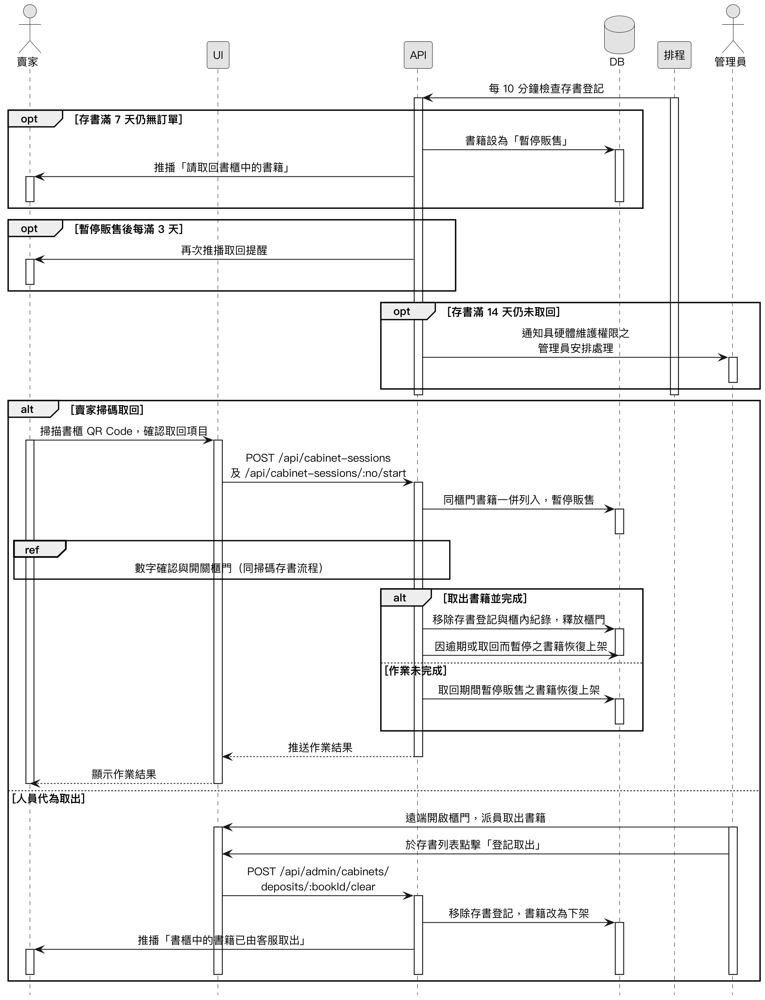 賣家
UI
API
DB
排程
管理員
每 10 分鐘檢查存書登記
opt
[存書滿 7 天仍無訂單]
書籍設為「暫停販售」
推播「請取回書櫃中的書籍」
opt
[暫停販售後每滿 3 天]
再次推播取回提醒
opt
[存書滿 14 天仍未取回]
通知具硬體維護權限之
管理員安排處理
alt
[賣家掃碼取回]
掃描書櫃 QR Code，確認取回項目
POST /api/cabinet-sessions
及 /api/cabinet-sessions/:no/start
同櫃門書籍一併列入，暫停販售
ref
數字確認與開關櫃門（同掃碼存書流程）
alt
[取出書籍並完成]
移除存書登記與櫃內紀錄，釋放櫃門
因逾期或取回而暫停之書籍恢復上架
[作業未完成]
取回期間暫停販售之書籍恢復上架
推送作業結果
顯示作業結果
[人員代為取出]
遠端開啟櫃門，派員取出書籍
於存書列表點擊「登記取出」
POST /api/admin/cabinets/
deposits/:bookId/clear
移除存書登記，書籍改為下架
推播「書櫃中的書籍已由客服取出」